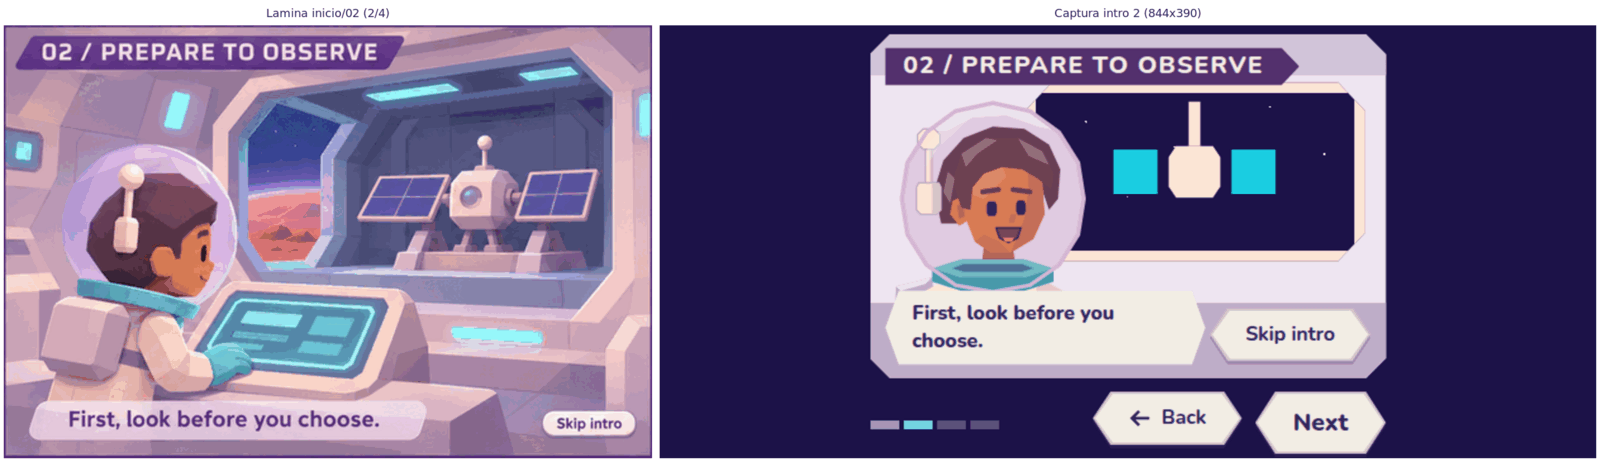 Lamina inicio/02 (2/4)
02 / PREPARE TO OBSERVE
First, look before you choose.
Skip intro
Captura intro 2 (844x390)
02 / PREPARE TO OBSERVE
First, look before you
choose.
Skip intro
← Back
Next